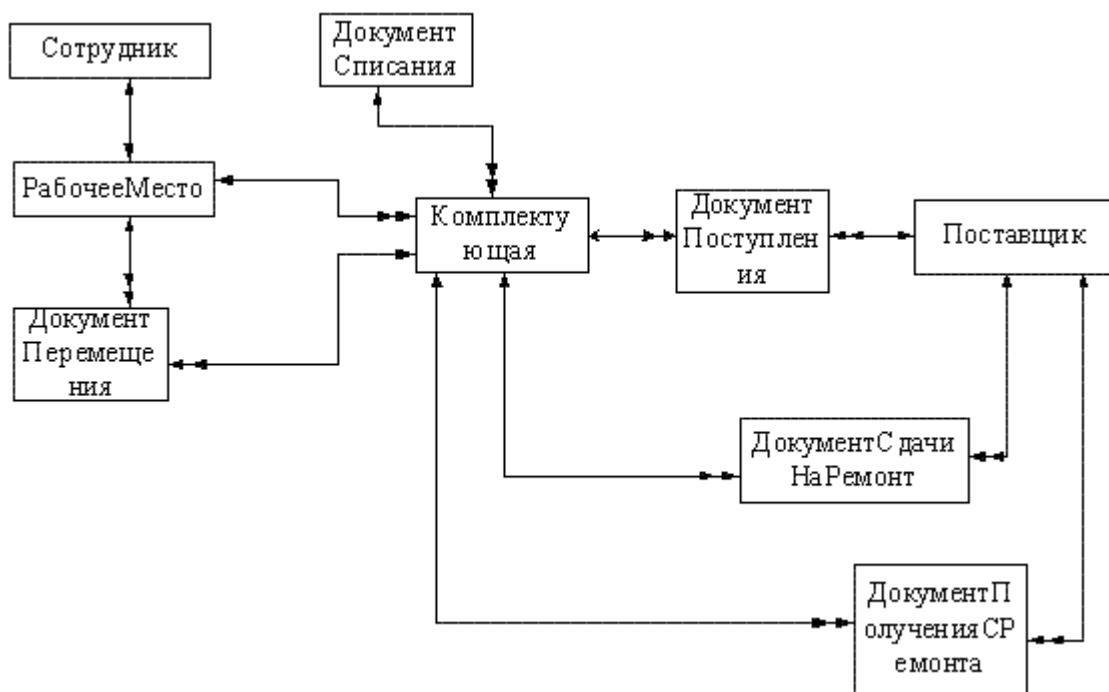 Сотрудник
Документ
Списания
РабочееМесто
Комплекту
ющая
Документ
Поступлен
ия
Поставщик
Документ
Перемеще
ния
ДокументСдачи
НаРемонт
ДокументП
олученияСР
емонта